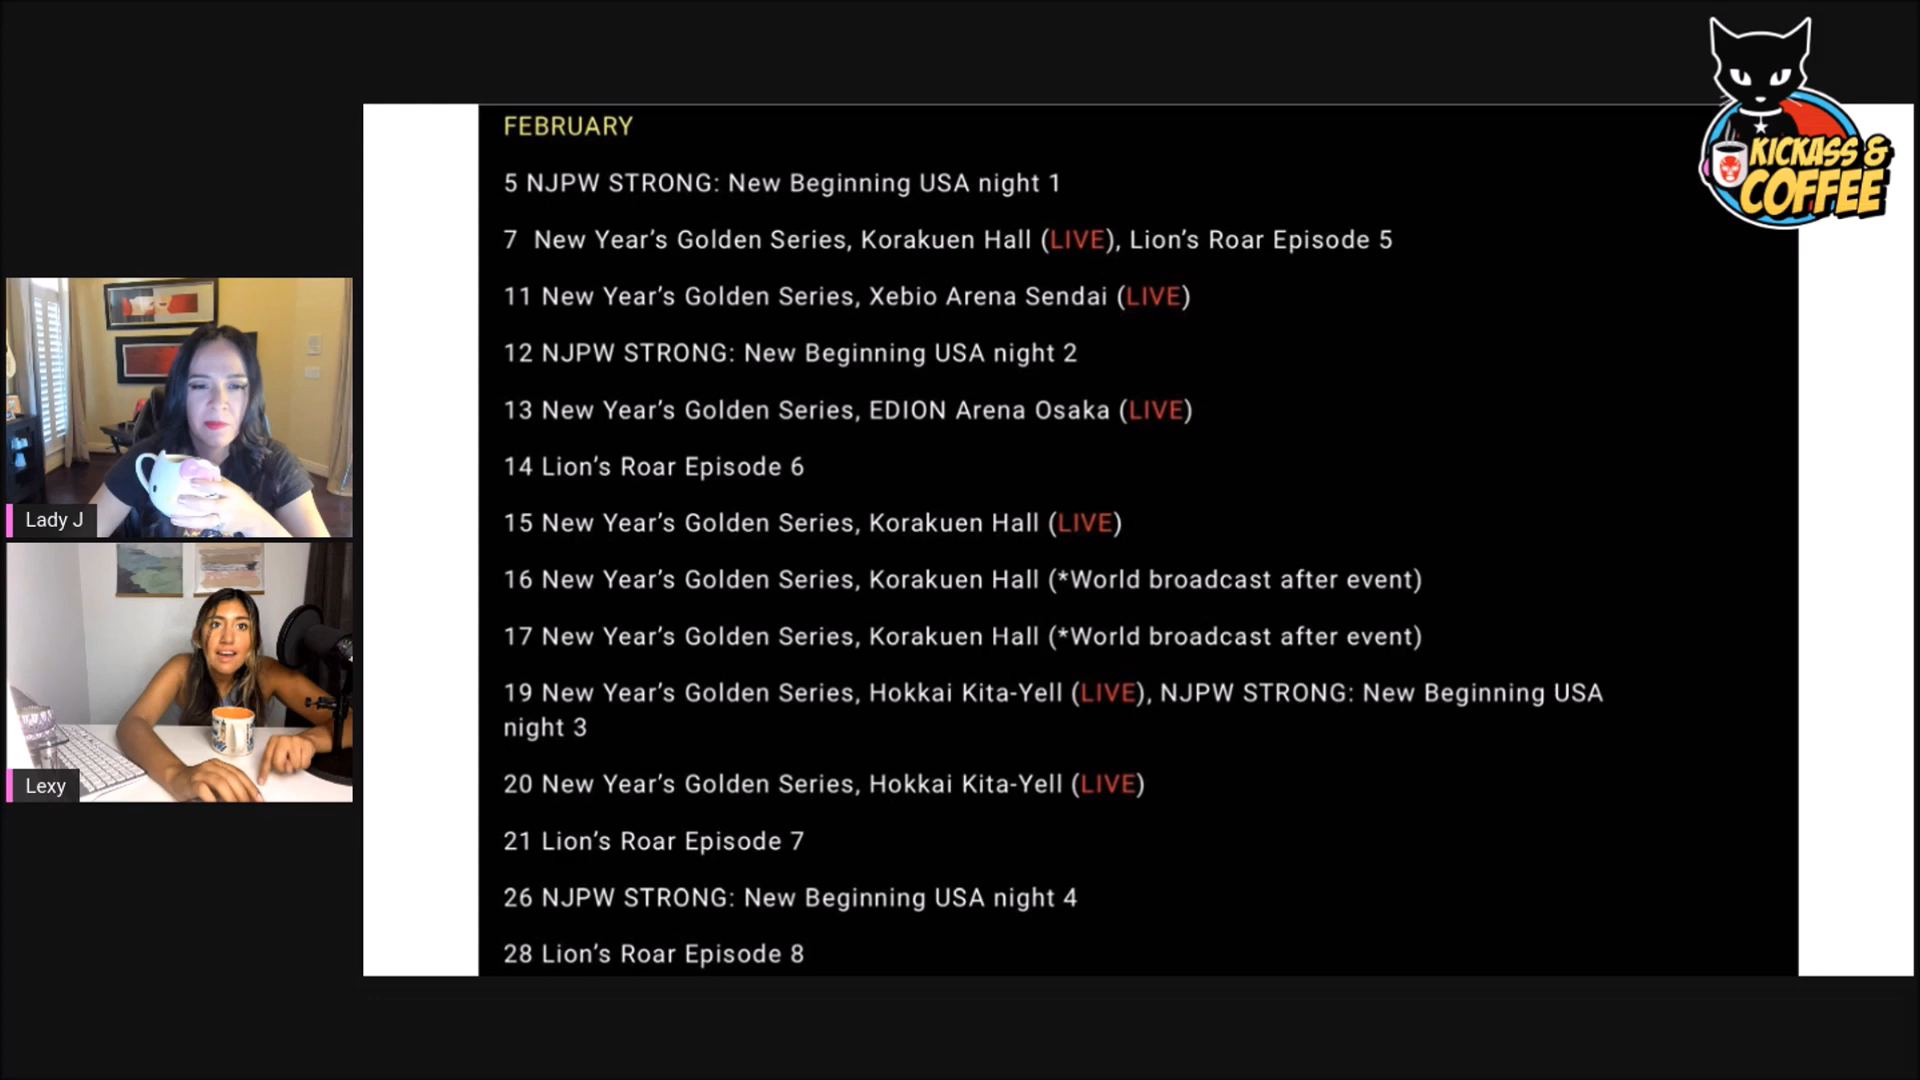 FEBRUARY
5 NJPW STRONG: New Beginning USA night 1
7 New Year's Golden Series, Korakuen Hall (LIVE), Lion's Roar Episode 5
11 New Year's Golden Series, Xebio Arena Sendai (LIVE)
12 NJPW STRONG: New Beginning USA night 2
13 New Year's Golden Series, EDION Arena Osaka (LIVE)
14 Lion's Roar Episode 6
15 New Year's Golden Series, Korakuen Hall (LIVE)
16 New Year's Golden Series, Korakuen Hall (*World broadcast after event)
17 New Year's Golden Series, Korakuen Hall (*World broadcast after event)
19 New Year's Golden Series, Hokkai Kita-Yell (LIVE), NJPW STRONG: New Beginning USA
night 3
20 New Year's Golden Series, Hokkai Kita-Yell (LIVE)
21 Lion's Roar Episode 7
26 NJPW STRONG: New Beginning USA night 4
28 Lion's Roar Episode 8
KICKASS &
COFFEE
Lady J
Lexy